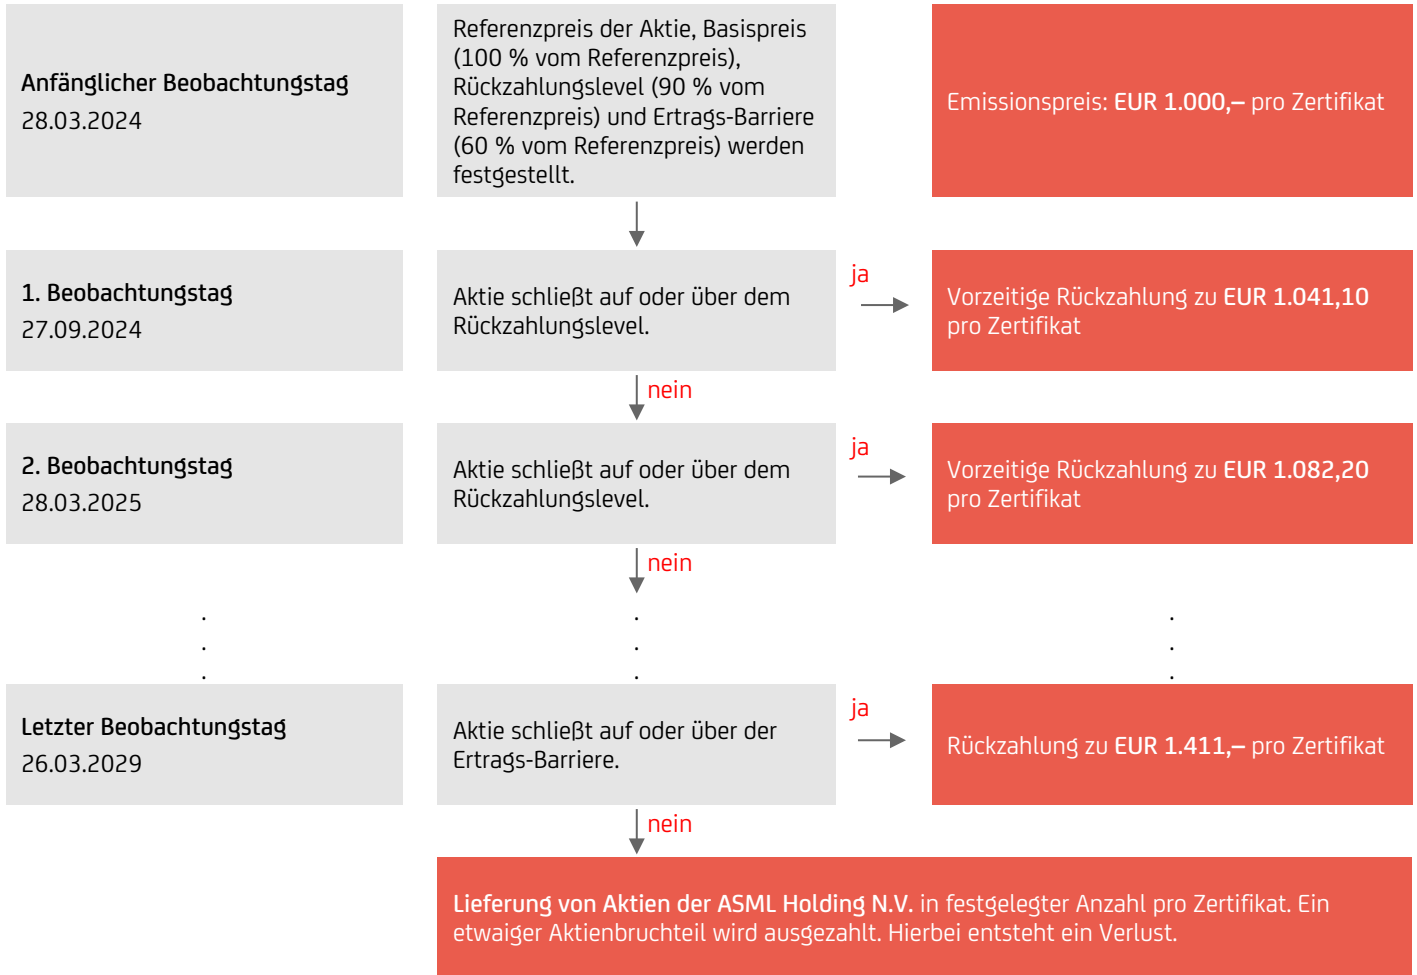 Anfänglicher Beobachtungstag
28.03.2024
Referenzpreis der Aktie, Basispreis
(100 % vom Referenzpreis),
Rückzahlungslevel (90 % vom
Referenzpreis) und Ertrags-Barriere
(60 % vom Referenzpreis) werden
festgestellt.
Emissionspreis: EUR 1.000,– pro Zertifikat
1. Beobachtungstag
27.09.2024
Aktie schließt auf oder über dem
Rückzahlungslevel.
ja
Vorzeitige Rückzahlung zu EUR 1.041,10
pro Zertifikat
nein
2. Beobachtungstag
28.03.2025
Aktie schließt auf oder über dem
Rückzahlungslevel.
ja
Vorzeitige Rückzahlung zu EUR 1.082,20
pro Zertifikat
nein
Letzter Beobachtungstag
26.03.2029
Aktie schließt auf oder über der
Ertrags-Barriere.
ja
Rückzahlung zu EUR 1.411,– pro Zertifikat
nein
Lieferung von Aktien der ASML Holding N.V. in festgelegter Anzahl pro Zertifikat. Ein
etwaiger Aktienbruchteil wird ausgezahlt. Hierbei entsteht ein Verlust.